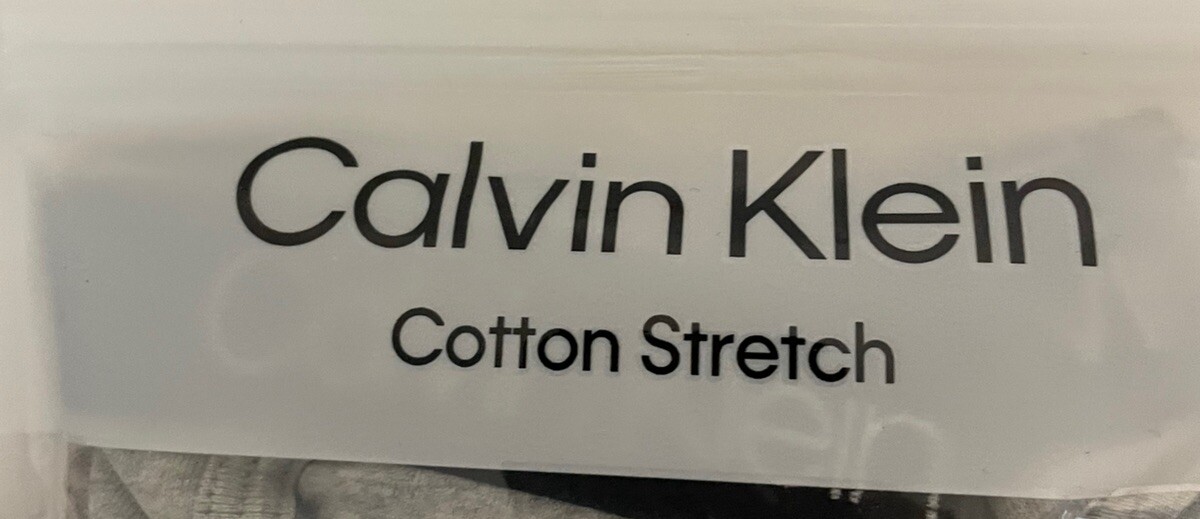 Calvin Klein
Cotton Stretch